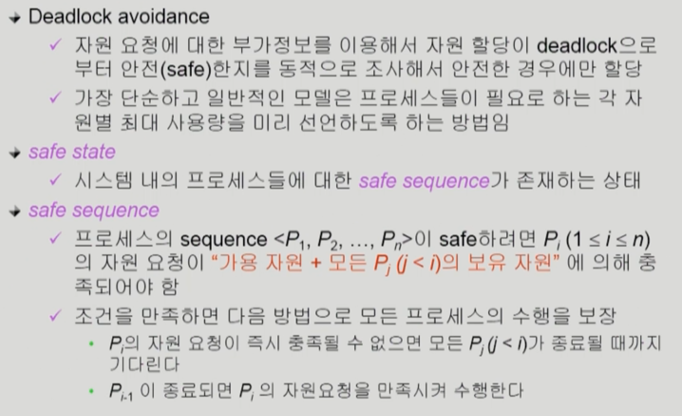 Deadlock avoidance
자원 요청에 대한 부가정보를 이용해서 자원 할당이 deadlock으로
부터 안전(safe)한지를 동적으로 조사해서 안전한 경우에만 할당
가장 단순하고 일반적인 모델은 프로세스들이 필요로 하는 각 자
원별 최대 사용량을 미리 선언하도록 하는 방법임
safe state
시스템 내의 프로세스들에 대한 safe sequence가 존재하는 상태
safe sequence
프로세스의 sequence <P1, P2, …, Pn>이 safe하려면 Pi (1 ≤ i ≤ n)
의 자원 요청이 “가용 자원 + 모든 Pj (j < i)의 보유 자원” 에 의해 충
족되어야 함
조건을 만족하면 다음 방법으로 모든 프로세스의 수행을 보장
Pi의 자원 요청이 즉시 충족될 수 없으면 모든 Pj (j < i)가 종료될 때까지
기다린다
Pi-1 이 종료되면 Pi 의 자원요청을 만족시켜 수행한다